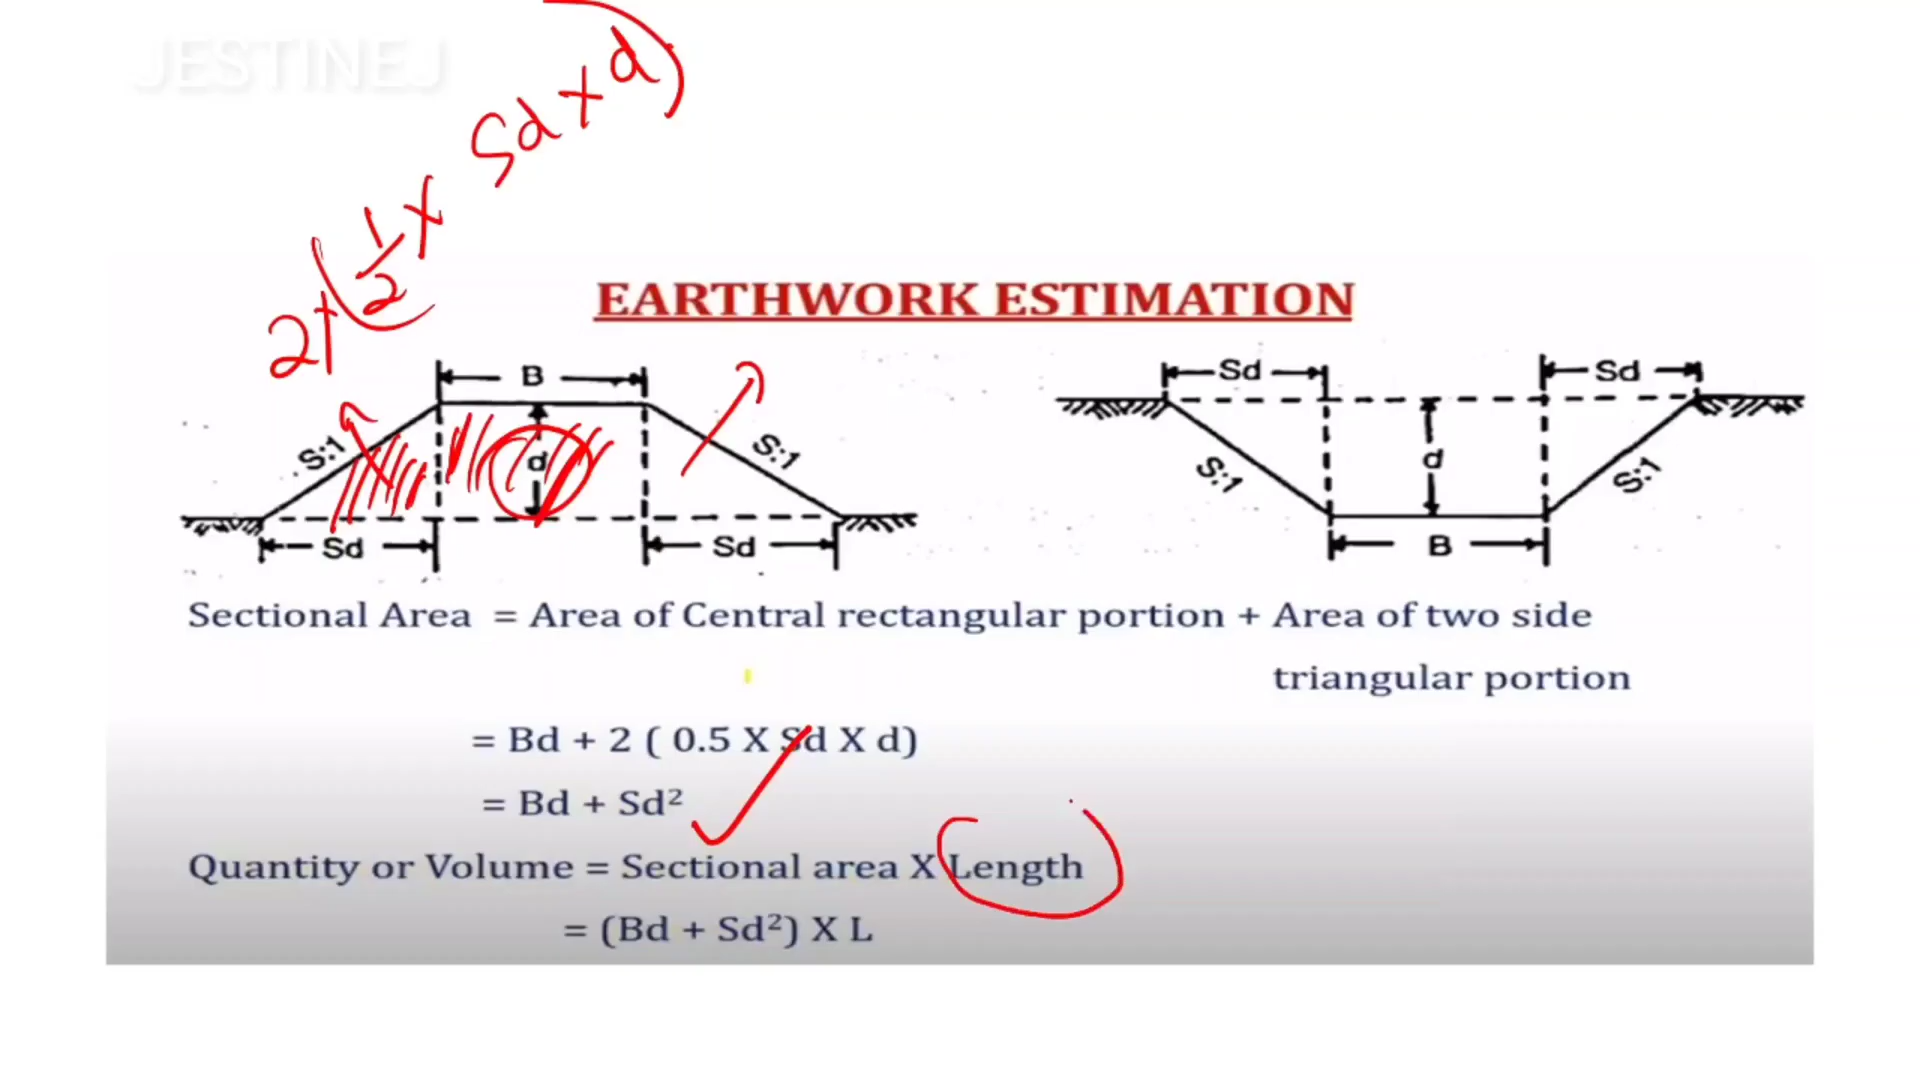 JESTINEJ
2x(1/2 x Sd x d)
EARTHWORK ESTIMATION
B
S:1
d
S:1
Sd
Sd
Sd
Sd
S:1
d
S:1
B
Sectional Area = Area of Central rectangular portion + Area of two side
triangular portion
= Bd + 2 ( 0.5 X Sd X d)
= Bd + Sd²
Quantity or Volume = Sectional area X Length
= (Bd + Sd²) X L